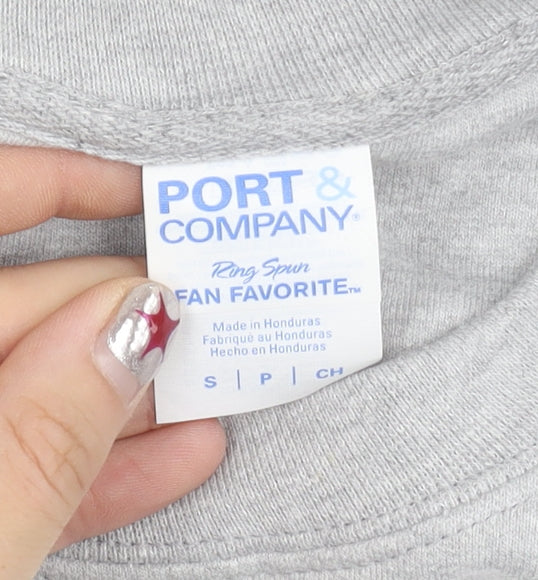 PORT &
COMPANY®
Ring Spun
FAN FAVORITE™
Made in Honduras
Fabriqué au Honduras
Hecho en Honduras
S | P | CH